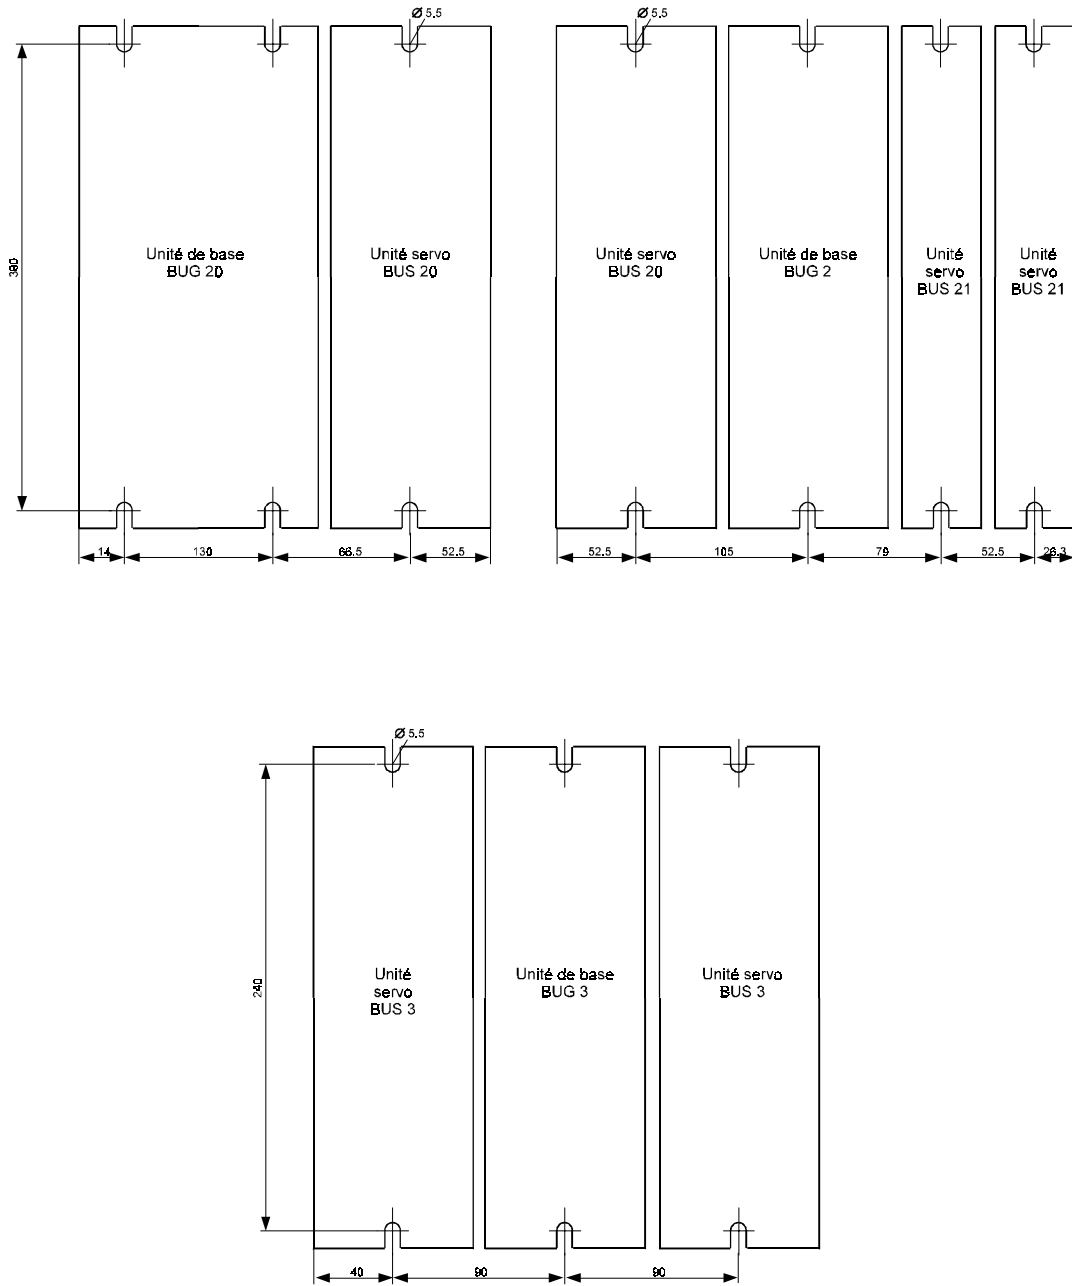 Ø 5.5
Ø 5.5
380
Unité de base
BUG 20
Unité servo
BUS 20
Unité servo
BUS 20
Unité de base
BUG 2
Unité
servo
BUS 21
Unité
servo
BUS 21
14
130
66.5
52.5
52.5
105
79
52.5
26.3
Ø 5.5
240
Unité
servo
BUS 3
Unité de base
BUG 3
Unité servo
BUS 3
40
90
90